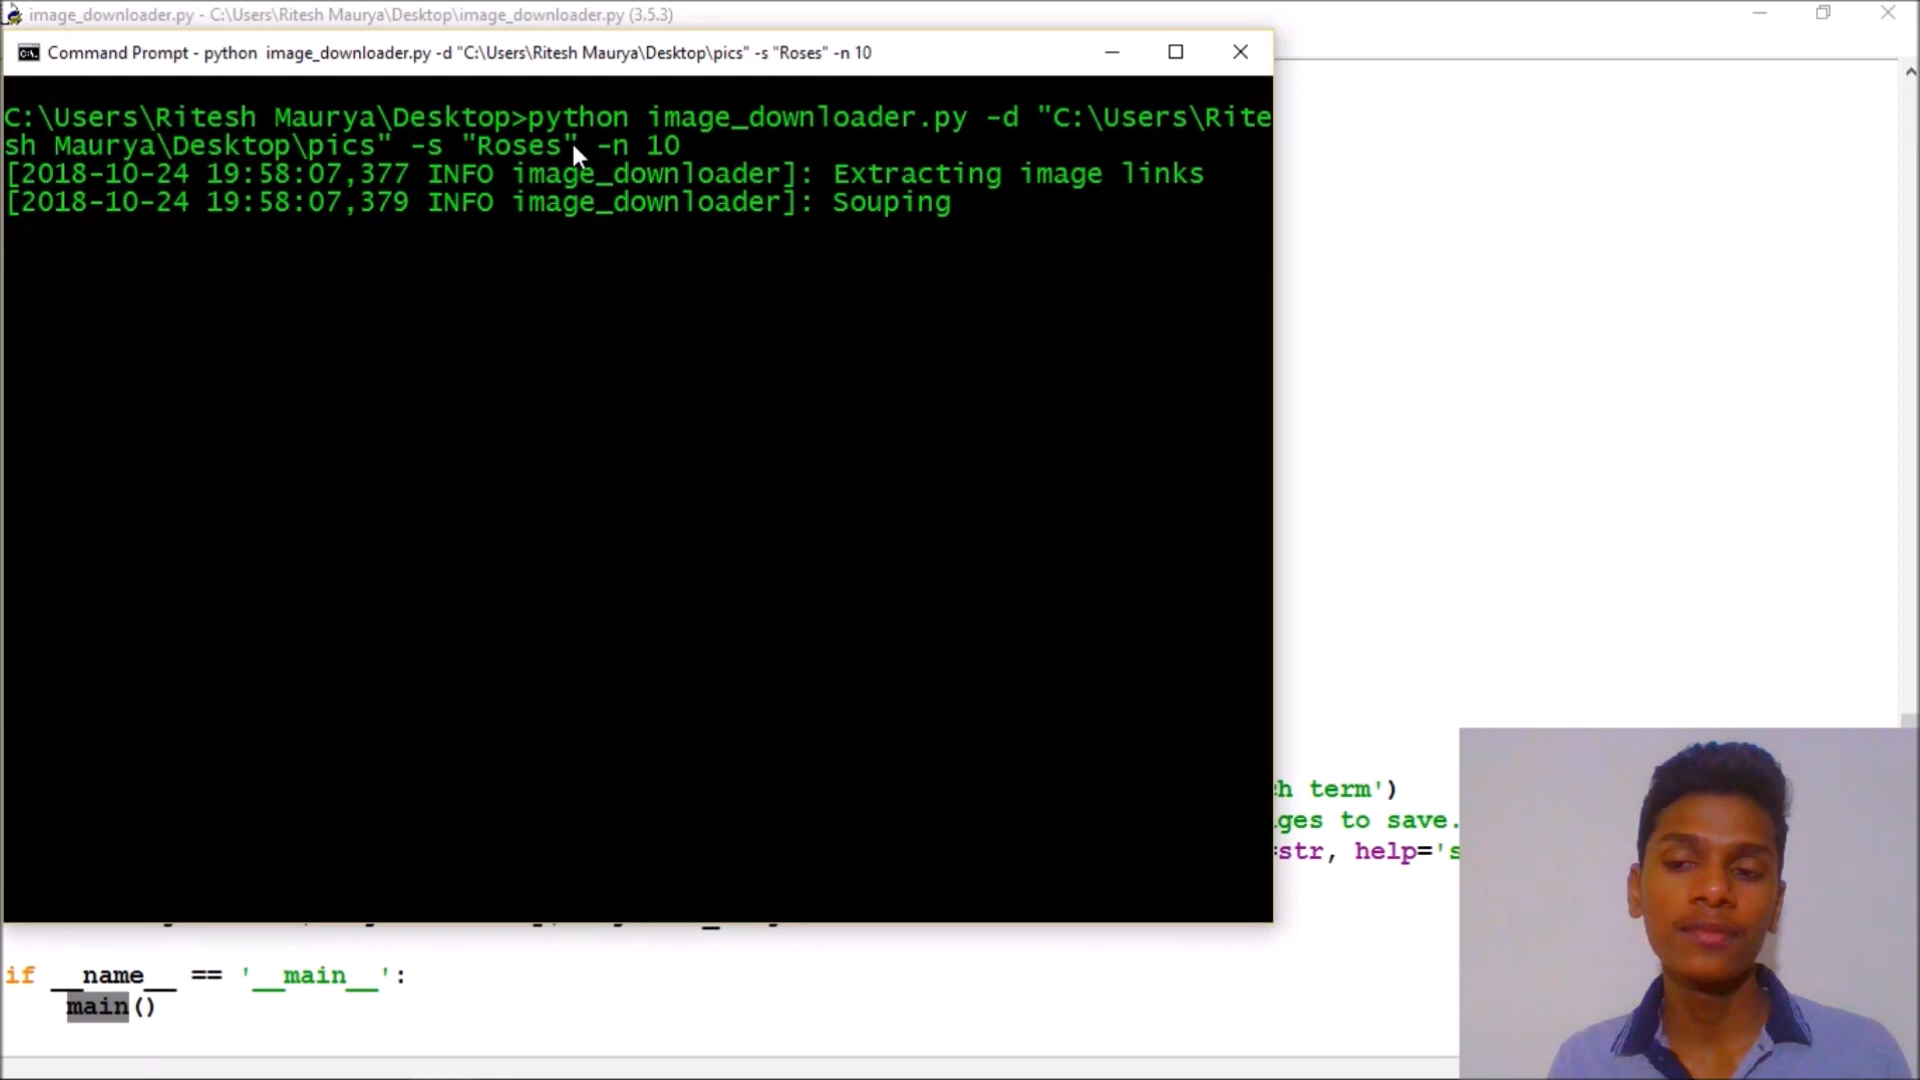 image_downloader.py - C:\Users\Ritesh Maurya\Desktop\image_downloader.py (3.5.3)
Command Prompt - python  image_downloader.py -d "C:\Users\Ritesh Maurya\Desktop\pics" -s "Roses" -n 10
C:\Users\Ritesh Maurya\Desktop>python image_downloader.py -d "C:\Users\Rite
sh Maurya\Desktop\pics" -s "Roses" -n 10
[2018-10-24 19:58:07,377 INFO image_downloader]: Extracting image links
[2018-10-24 19:58:07,379 INFO image_downloader]: Souping
h term')
ges to save.
=str, help='s
if __name__ == '__main__':
main()